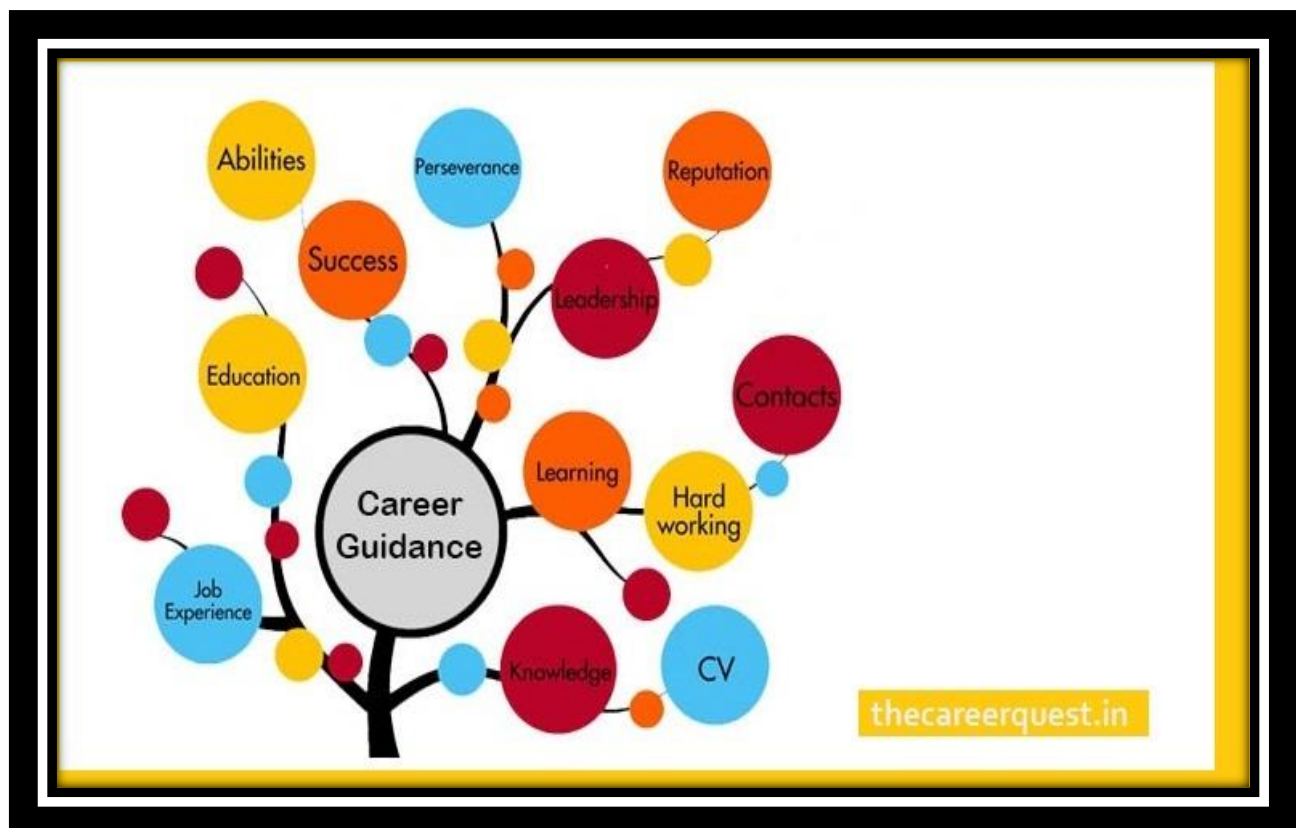 Abilities
Perseverance
Reputation
Success
Leadership
Education
Contacts
Learning
Career
Guidance
Hard
working
Job
Experience
Knowledge
CV
thecareerquest.in